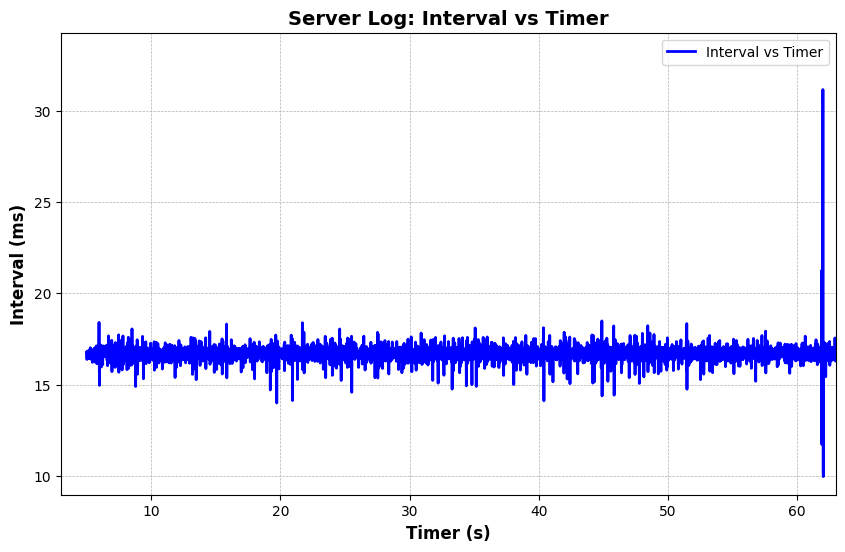 Server Log: Interval vs Timer
Interval vs Timer
30
25
20
15
10
Interval (ms)
10 20 30 40 50 60
Timer (s)